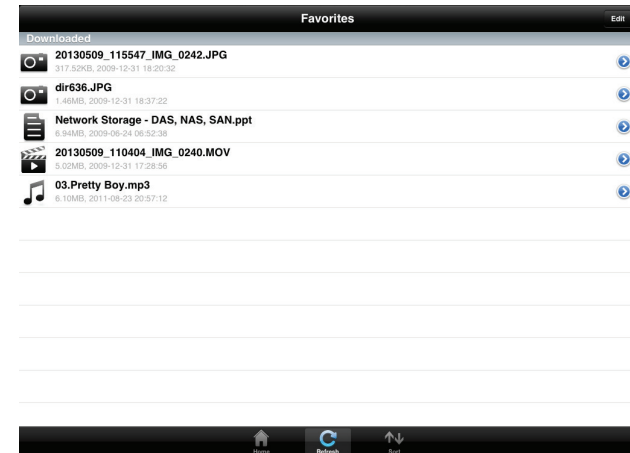 Favorites
Edit
Downloaded
20130509_115547_IMG_0242.JPG
317.52KB, 2009-12-31 18:20:32
dir636.JPG
1.46MB, 2009-12-31 18:37:22
Network Storage - DAS, NAS, SAN.ppt
6.94MB, 2009-06-24 06:52:38
20130509_110404_IMG_0240.MOV
5.02MB, 2009-12-31 17:28:56
03.Pretty Boy.mp3
6.10MB, 2011-08-23 20:57:12
Home Refresh Sort